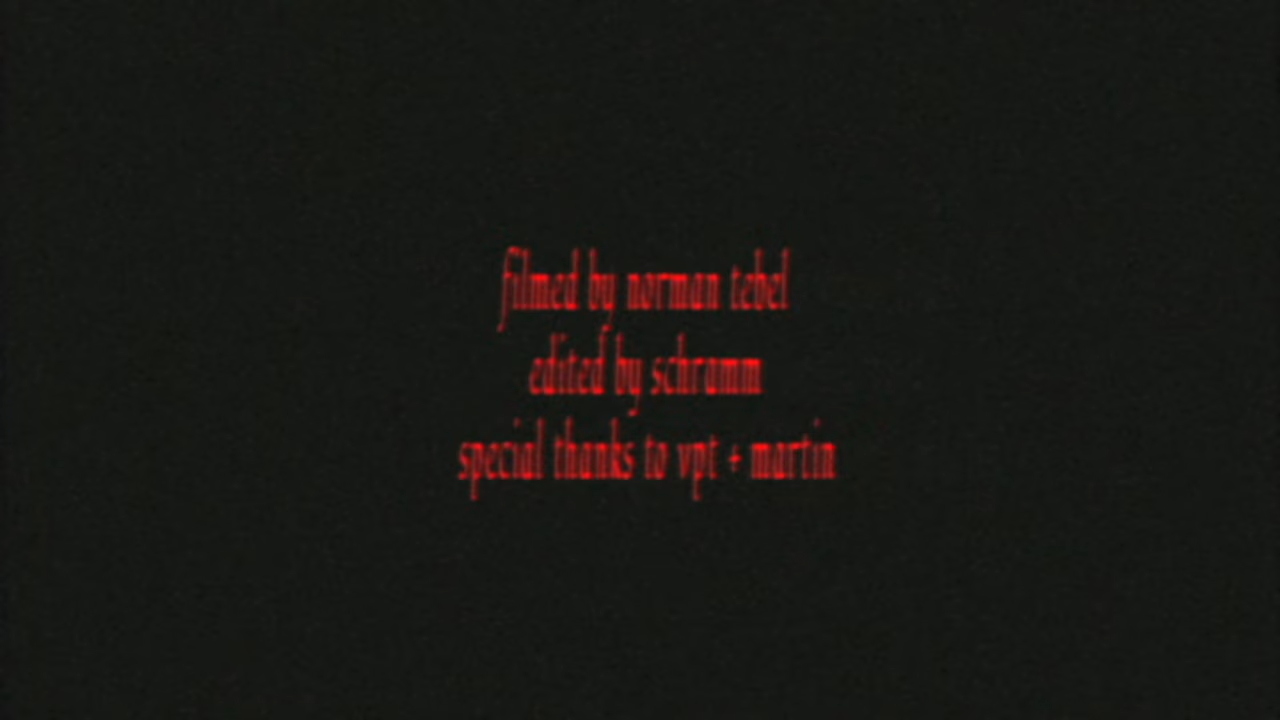 filmed by norman tebel
edited by schramm
special thanks to vpt + martin